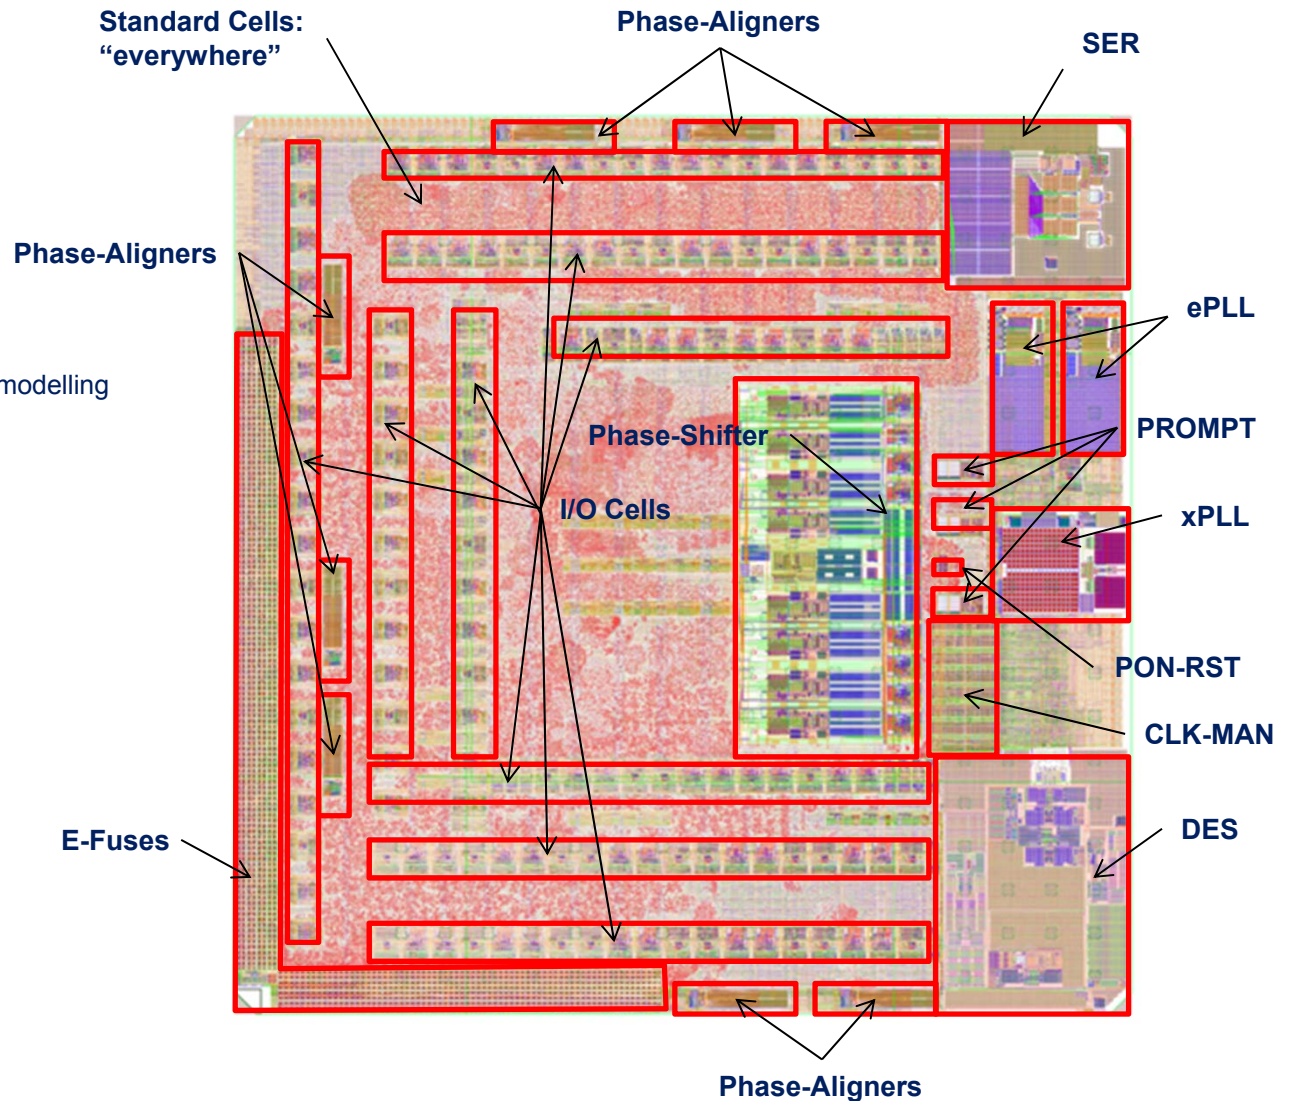 Standard Cells:
“everywhere”
Phase-Aligners
SER
Phase-Aligners
ePLL
modelling
Phase-Shifter
PROMPT
I/O Cells
xPLL
PON-RST
CLK-MAN
E-Fuses
DES
Phase-Aligners